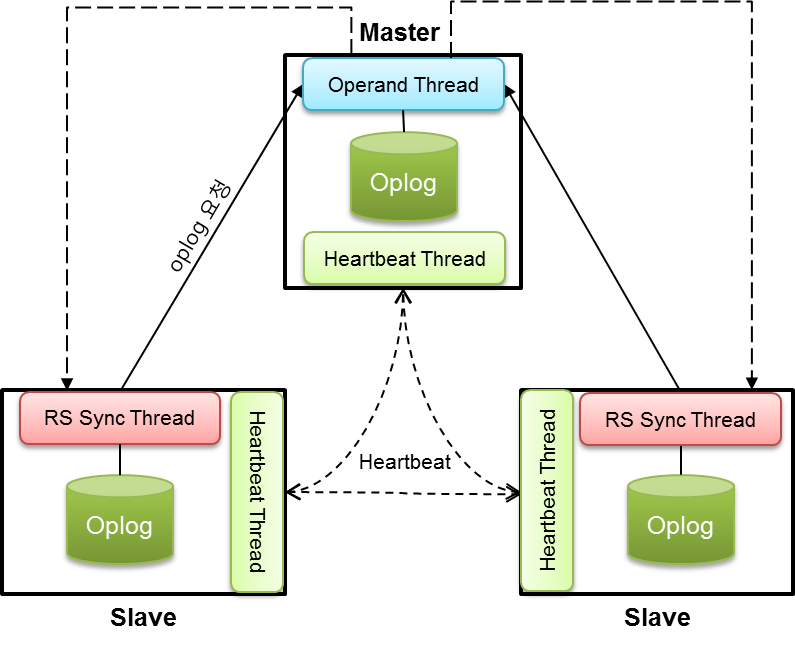 Master
Operand Thread
Oplog
Heartbeat Thread
oplog 요청
RS Sync Thread
Heartbeat Thread
Oplog
Slave
Heartbeat
Heartbeat Thread
RS Sync Thread
Oplog
Slave